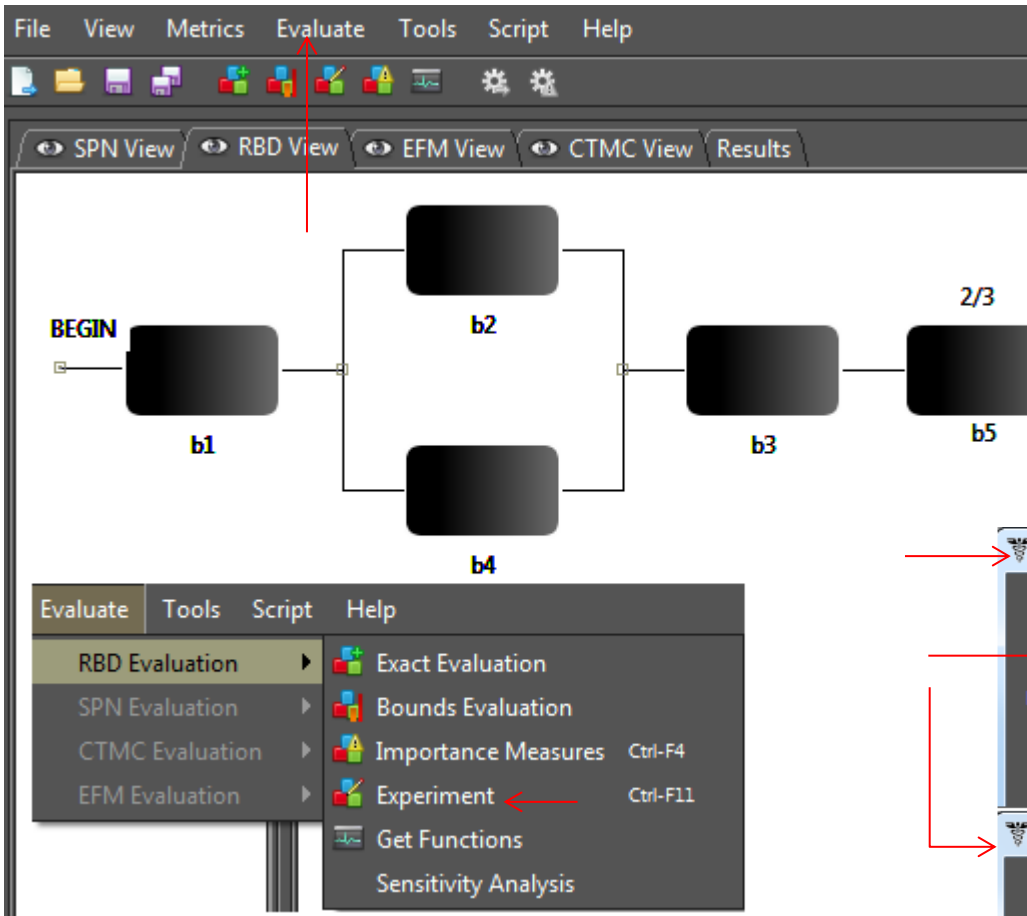 File View Metrics Evaluate Tools Script Help
SPN View RBD View EFM View CTMC View Results
2/3
BEGIN
b2
b1
b3
b5
b4
Evaluate Tools Script Help
RBD Evaluation
SPN Evaluation
CTMC Evaluation
EFM Evaluation
Exact Evaluation
Bounds Evaluation
Importance Measures Ctrl-F4
Experiment Ctrl-F11
Get Functions
Sensitivity Analysis